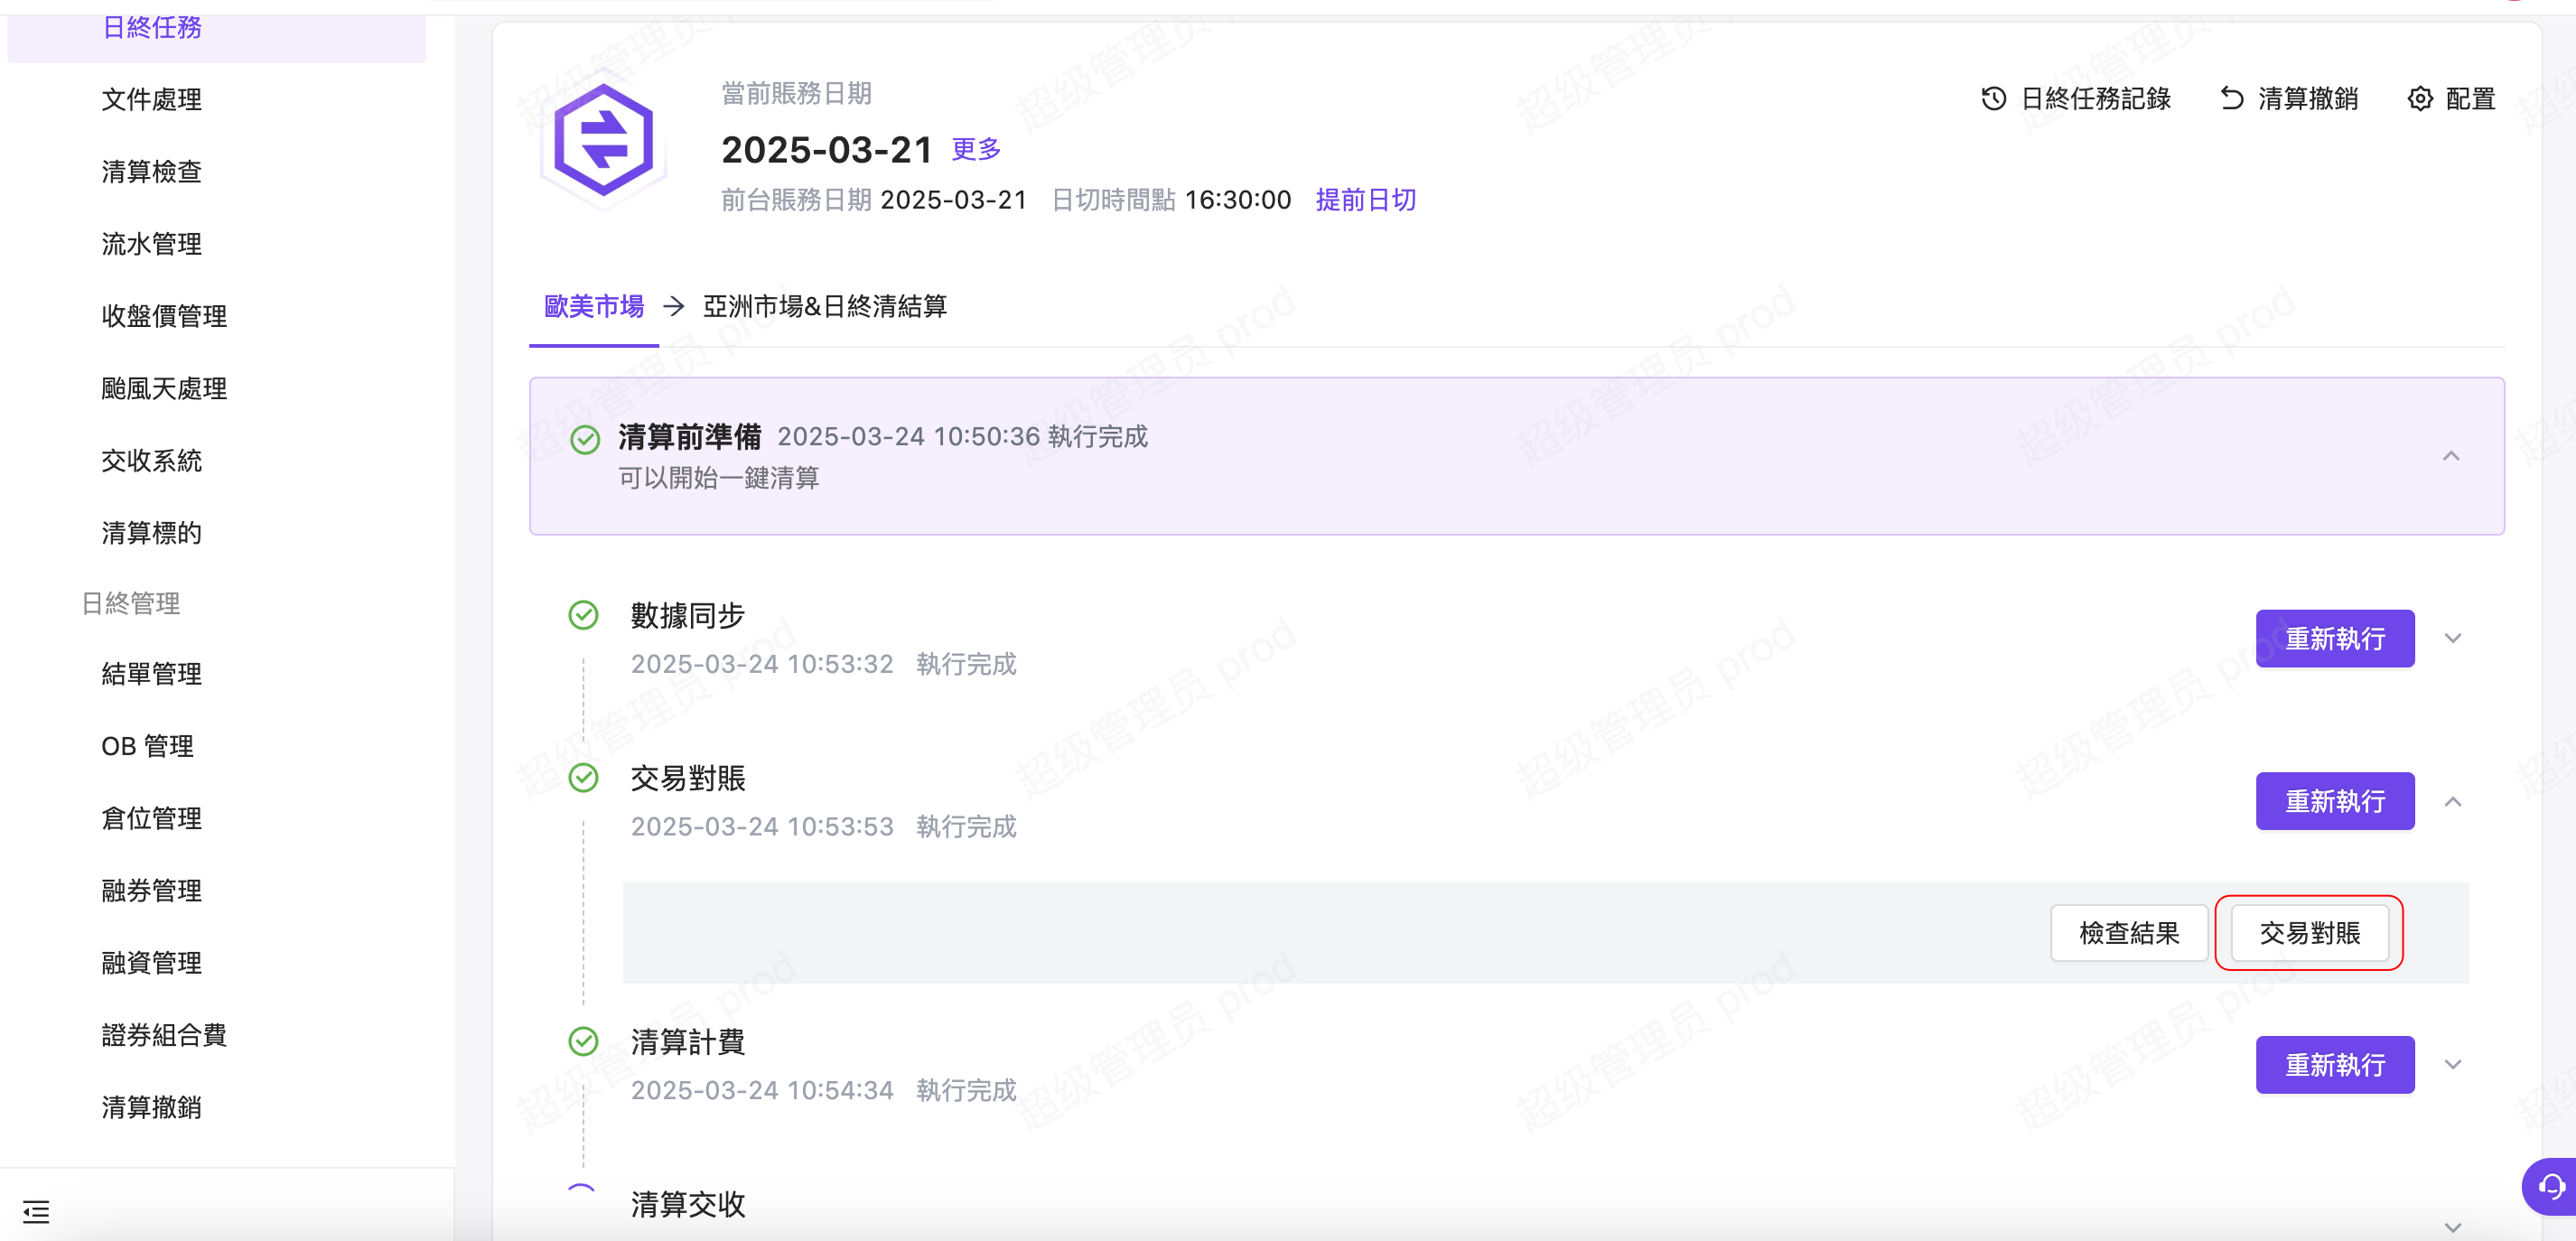 日終任務
文件處理
清算檢查
流水管理
收盤價管理
颱風天處理
交收系統
清算標的
日終管理
結單管理
OB 管理
倉位管理
融券管理
融資管理
證券組合費
清算撤銷
當前賬務日期
2025-03-21 更多
前台賬務日期 2025-03-21 日切時間點 16:30:00 提前日切
日終任務記錄 清算撤銷 配置
歐美市場 → 亞洲市場&日終清結算
清算前準備 2025-03-24 10:50:36 執行完成
可以開始一鍵清算
數據同步
2025-03-24 10:53:32 執行完成
重新執行
交易對賬
2025-03-24 10:53:53 執行完成
重新執行
檢查結果 交易對賬
清算計費
2025-03-24 10:54:34 執行完成
重新執行
清算交收
超级管理员 prod